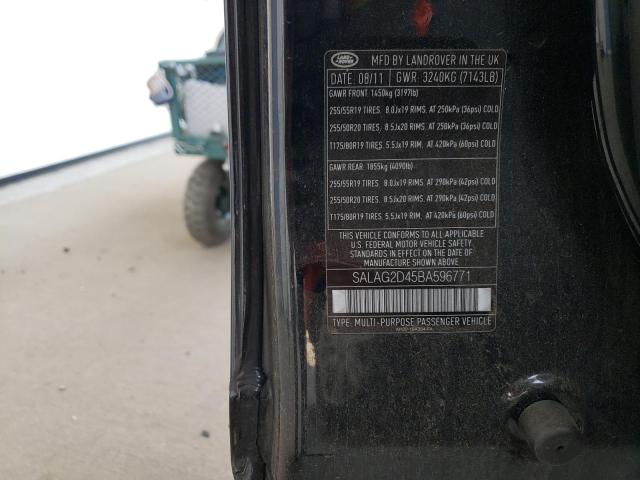 LAND ROVER
MFD BY LANDROVER IN THE UK
DATE: 08/11 GWR: 3240KG (7143LB)
GAWR FRONT: 1450kg (3197lb)
255/55R19 TIRES, 8.0Jx19 RIMS, AT 250kPa (36psi) COLD
255/50R20 TIRES, 8.5Jx20 RIMS, AT 250kPa (36psi) COLD
T175/80R19 TIRES, 5.5Jx19 RIM, AT 420kPa (60psi) COLD
GAWR REAR: 1855kg (4090lb)
255/55R19 TIRES, 8.0Jx19 RIMS, AT 290kPa (42psi) COLD
255/50R20 TIRES, 8.5Jx20 RIMS, AT 290kPa (42psi) COLD
T175/80R19 TIRES, 5.5Jx19 RIM, AT 420kPa (60psi) COLD
THIS VEHICLE CONFORMS TO ALL APPLICABLE
U.S. FEDERAL MOTOR VEHICLE SAFETY
STANDARDS IN EFFECT ON THE DATE OF
MANUFACTURE SHOWN ABOVE.
SALAG2D45BA596771
TYPE: MULTI-PURPOSE PASSENGER VEHICLE